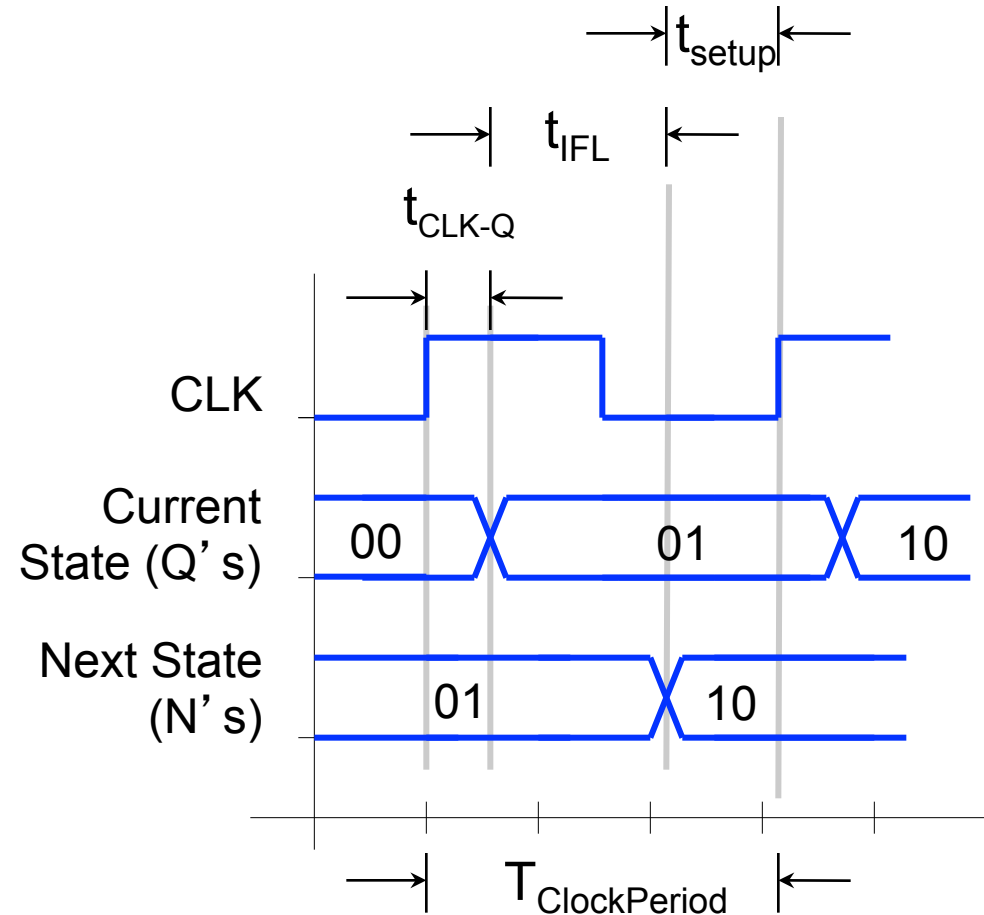 t_setup
t_IFL
t_CLK-Q
CLK
Current
State (Q’s)
00 01 10
Next State
(N’s)
01 10
T_ClockPeriod